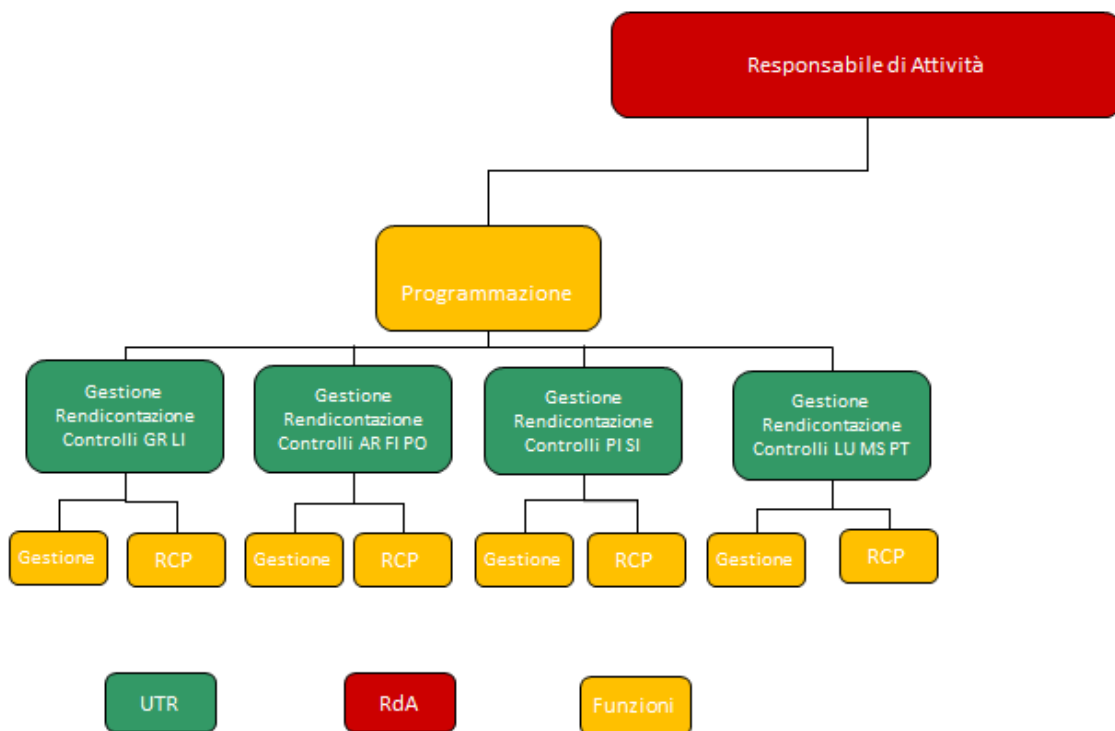 Responsabile di Attività
Programmazione
Gestione
Rendicontazione
Controlli GR LI
Gestione
Rendicontazione
Controlli AR FI PO
Gestione
Rendicontazione
Controlli PI SI
Gestione
Rendicontazione
Controlli LU MS PT
Gestione
RCP
Gestione
RCP
Gestione
RCP
Gestione
RCP
UTR
RdA
Funzioni